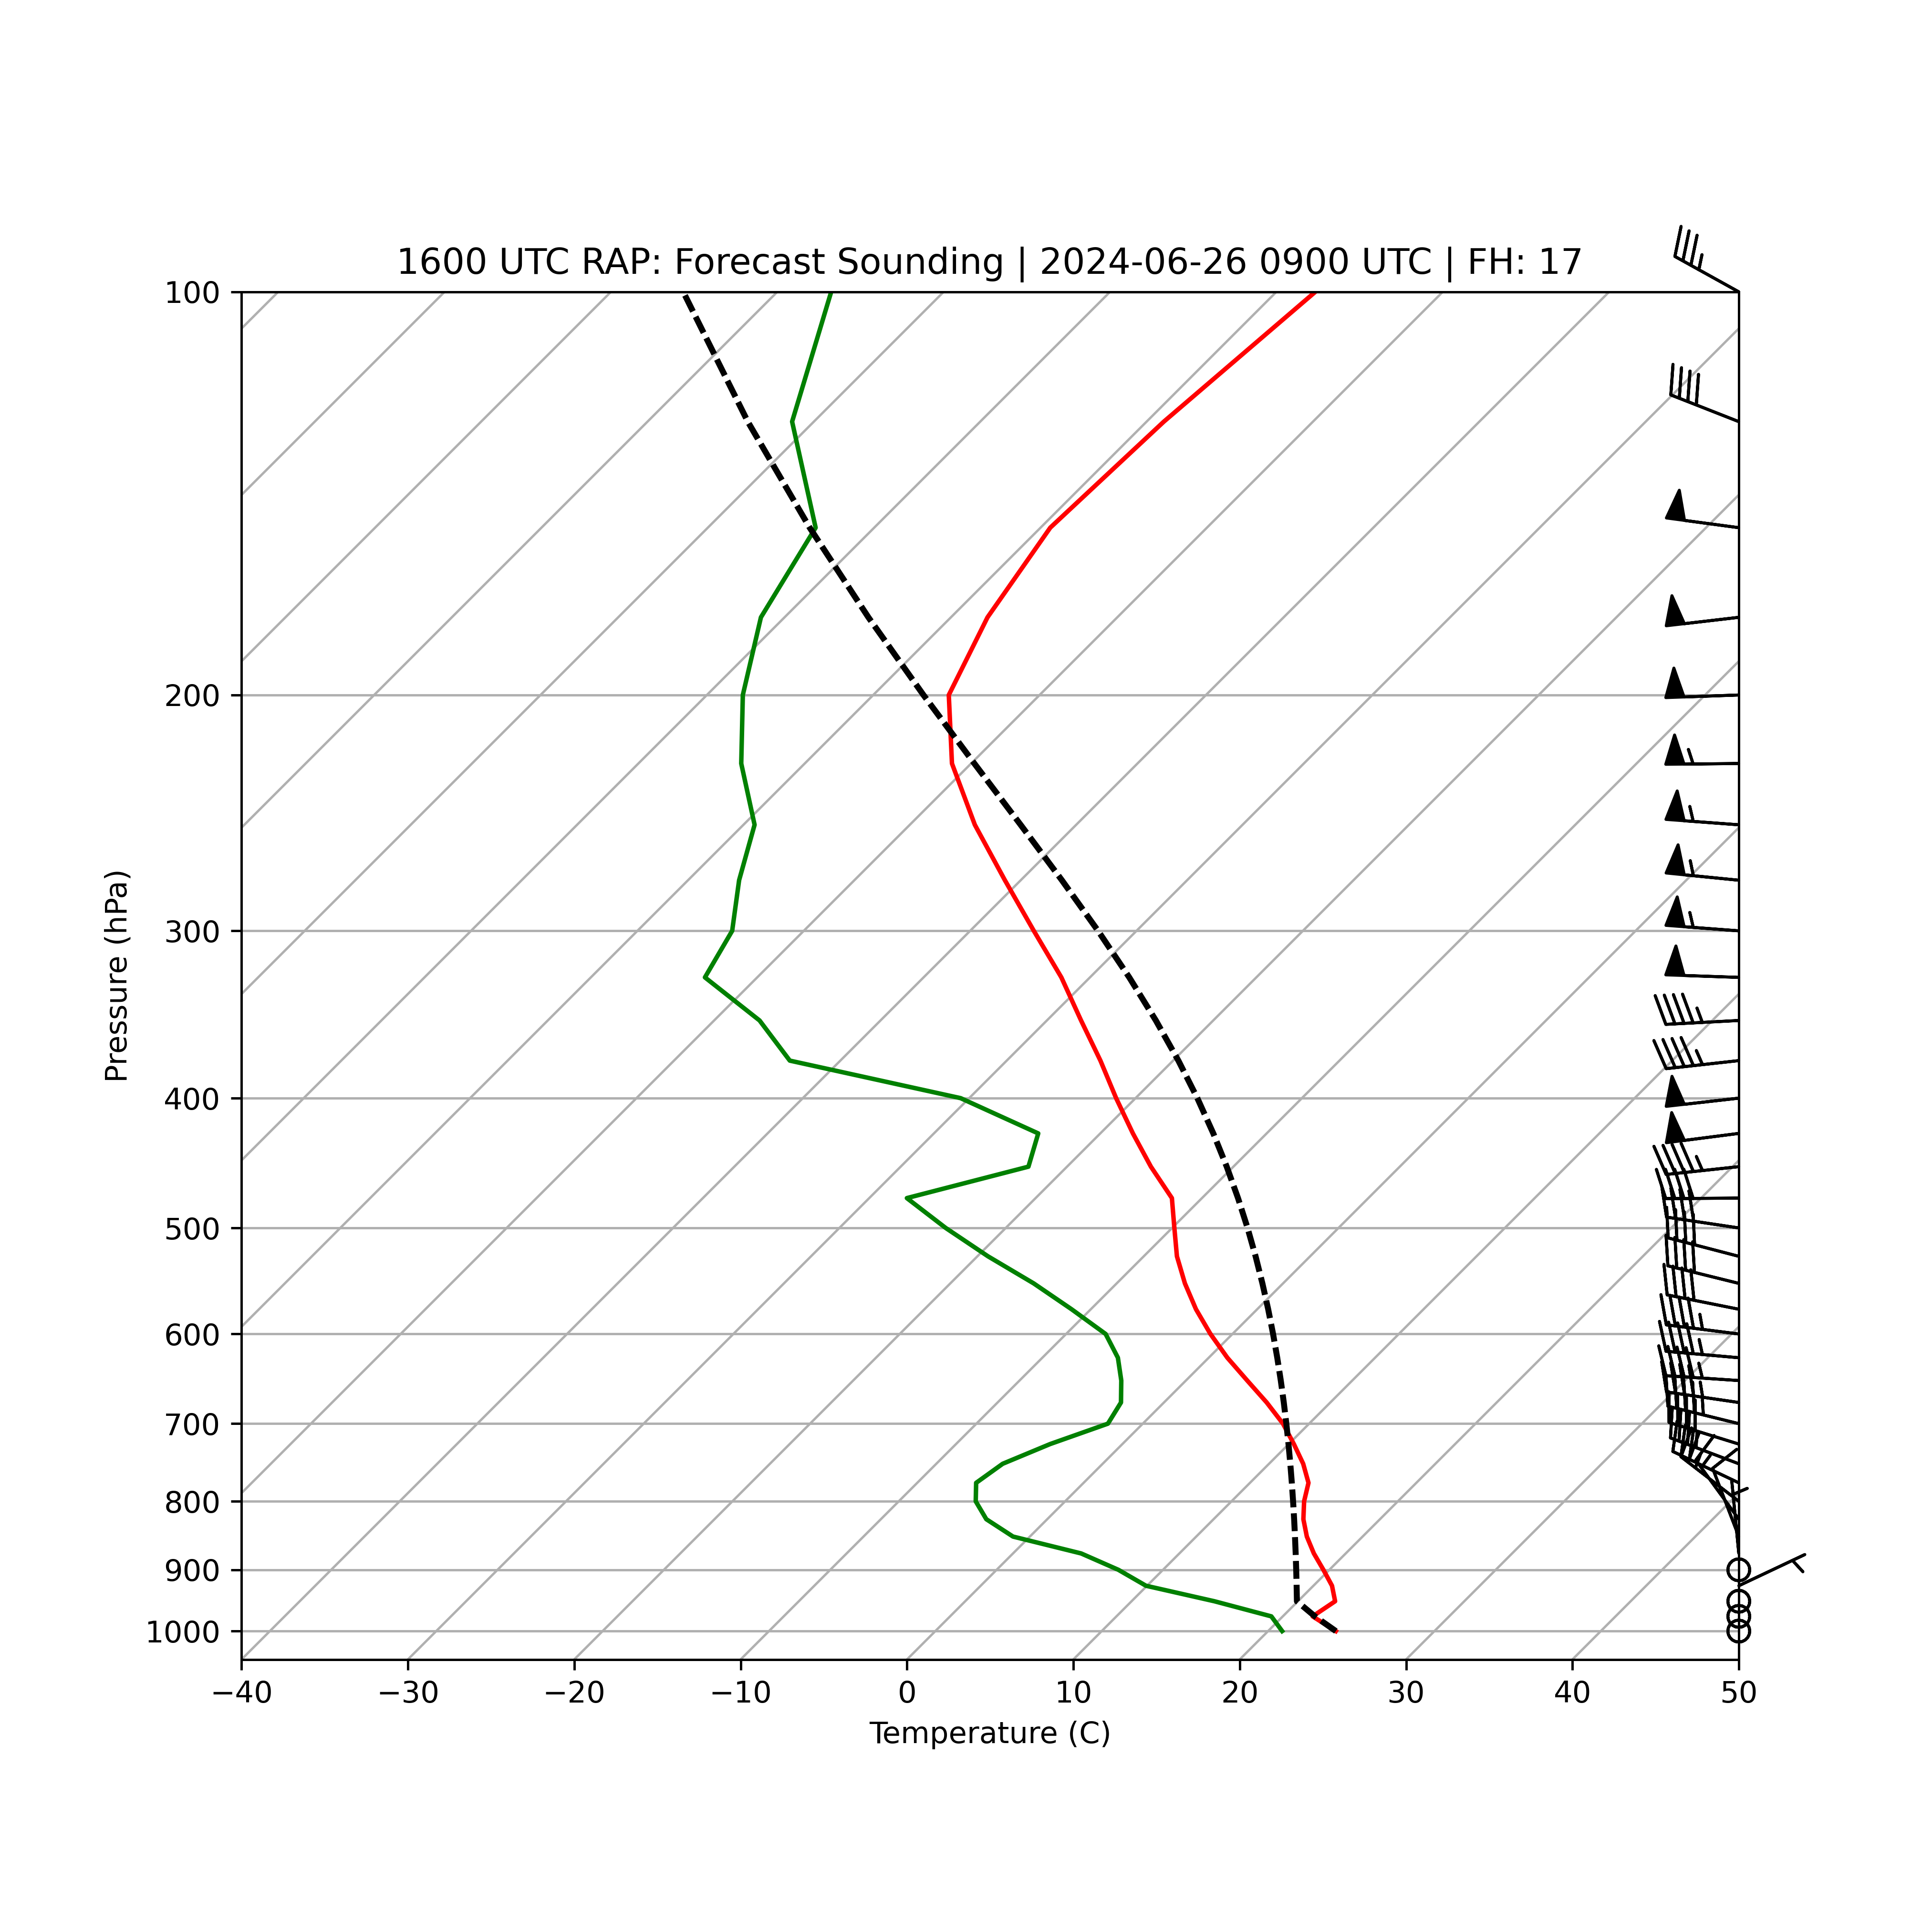 1600 UTC RAP: Forecast Sounding | 2024-06-26 0900 UTC | FH: 17
100
200
300
400
500
600
700
800
900
1000
Pressure (hPa)
−40 −30 −20 −10 0 10 20 30 40 50
Temperature (C)